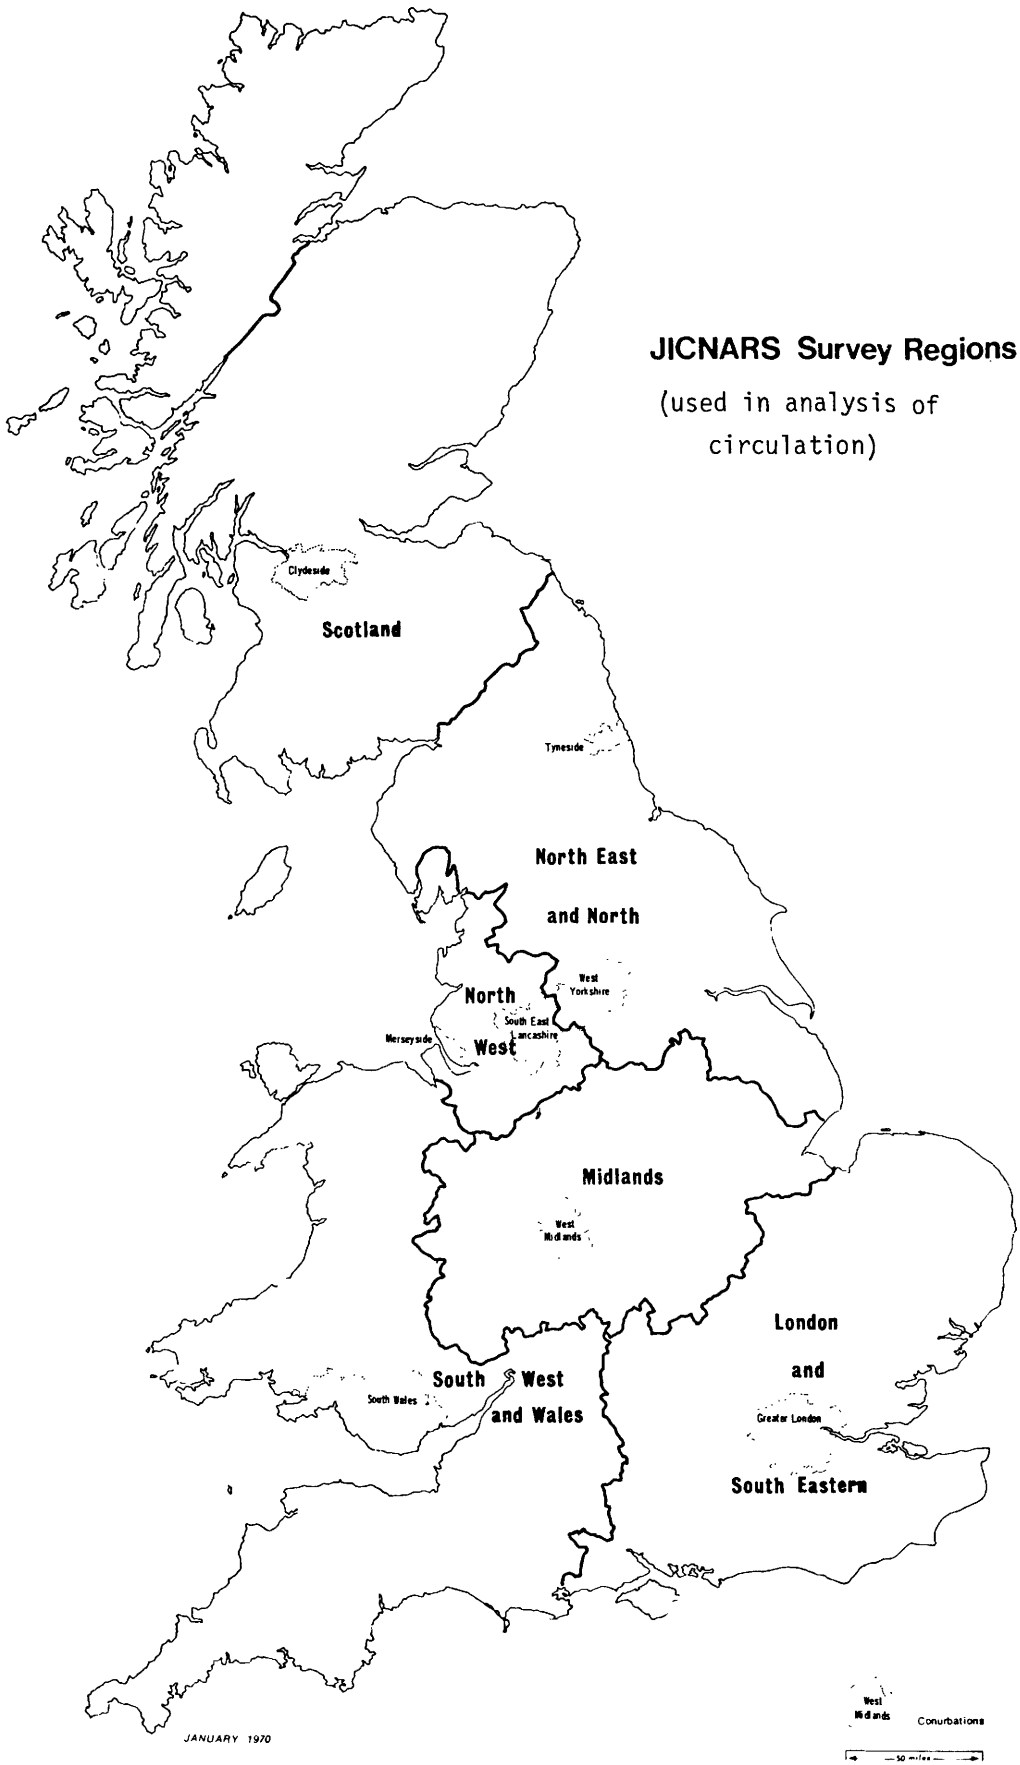 JICNARS Survey Regions
(used in analysis of
circulation)
Clydeside
Scotland
Tyneside
North East
and North
West
Yorkshire
North
South East
Lancashire
Merseyside
West
Midlands
West
Midlands
London
and
Greater London
South Eastern
South West
South Wales
and Wales
West
Midlands
Conurbations
JANUARY 1970
50 miles